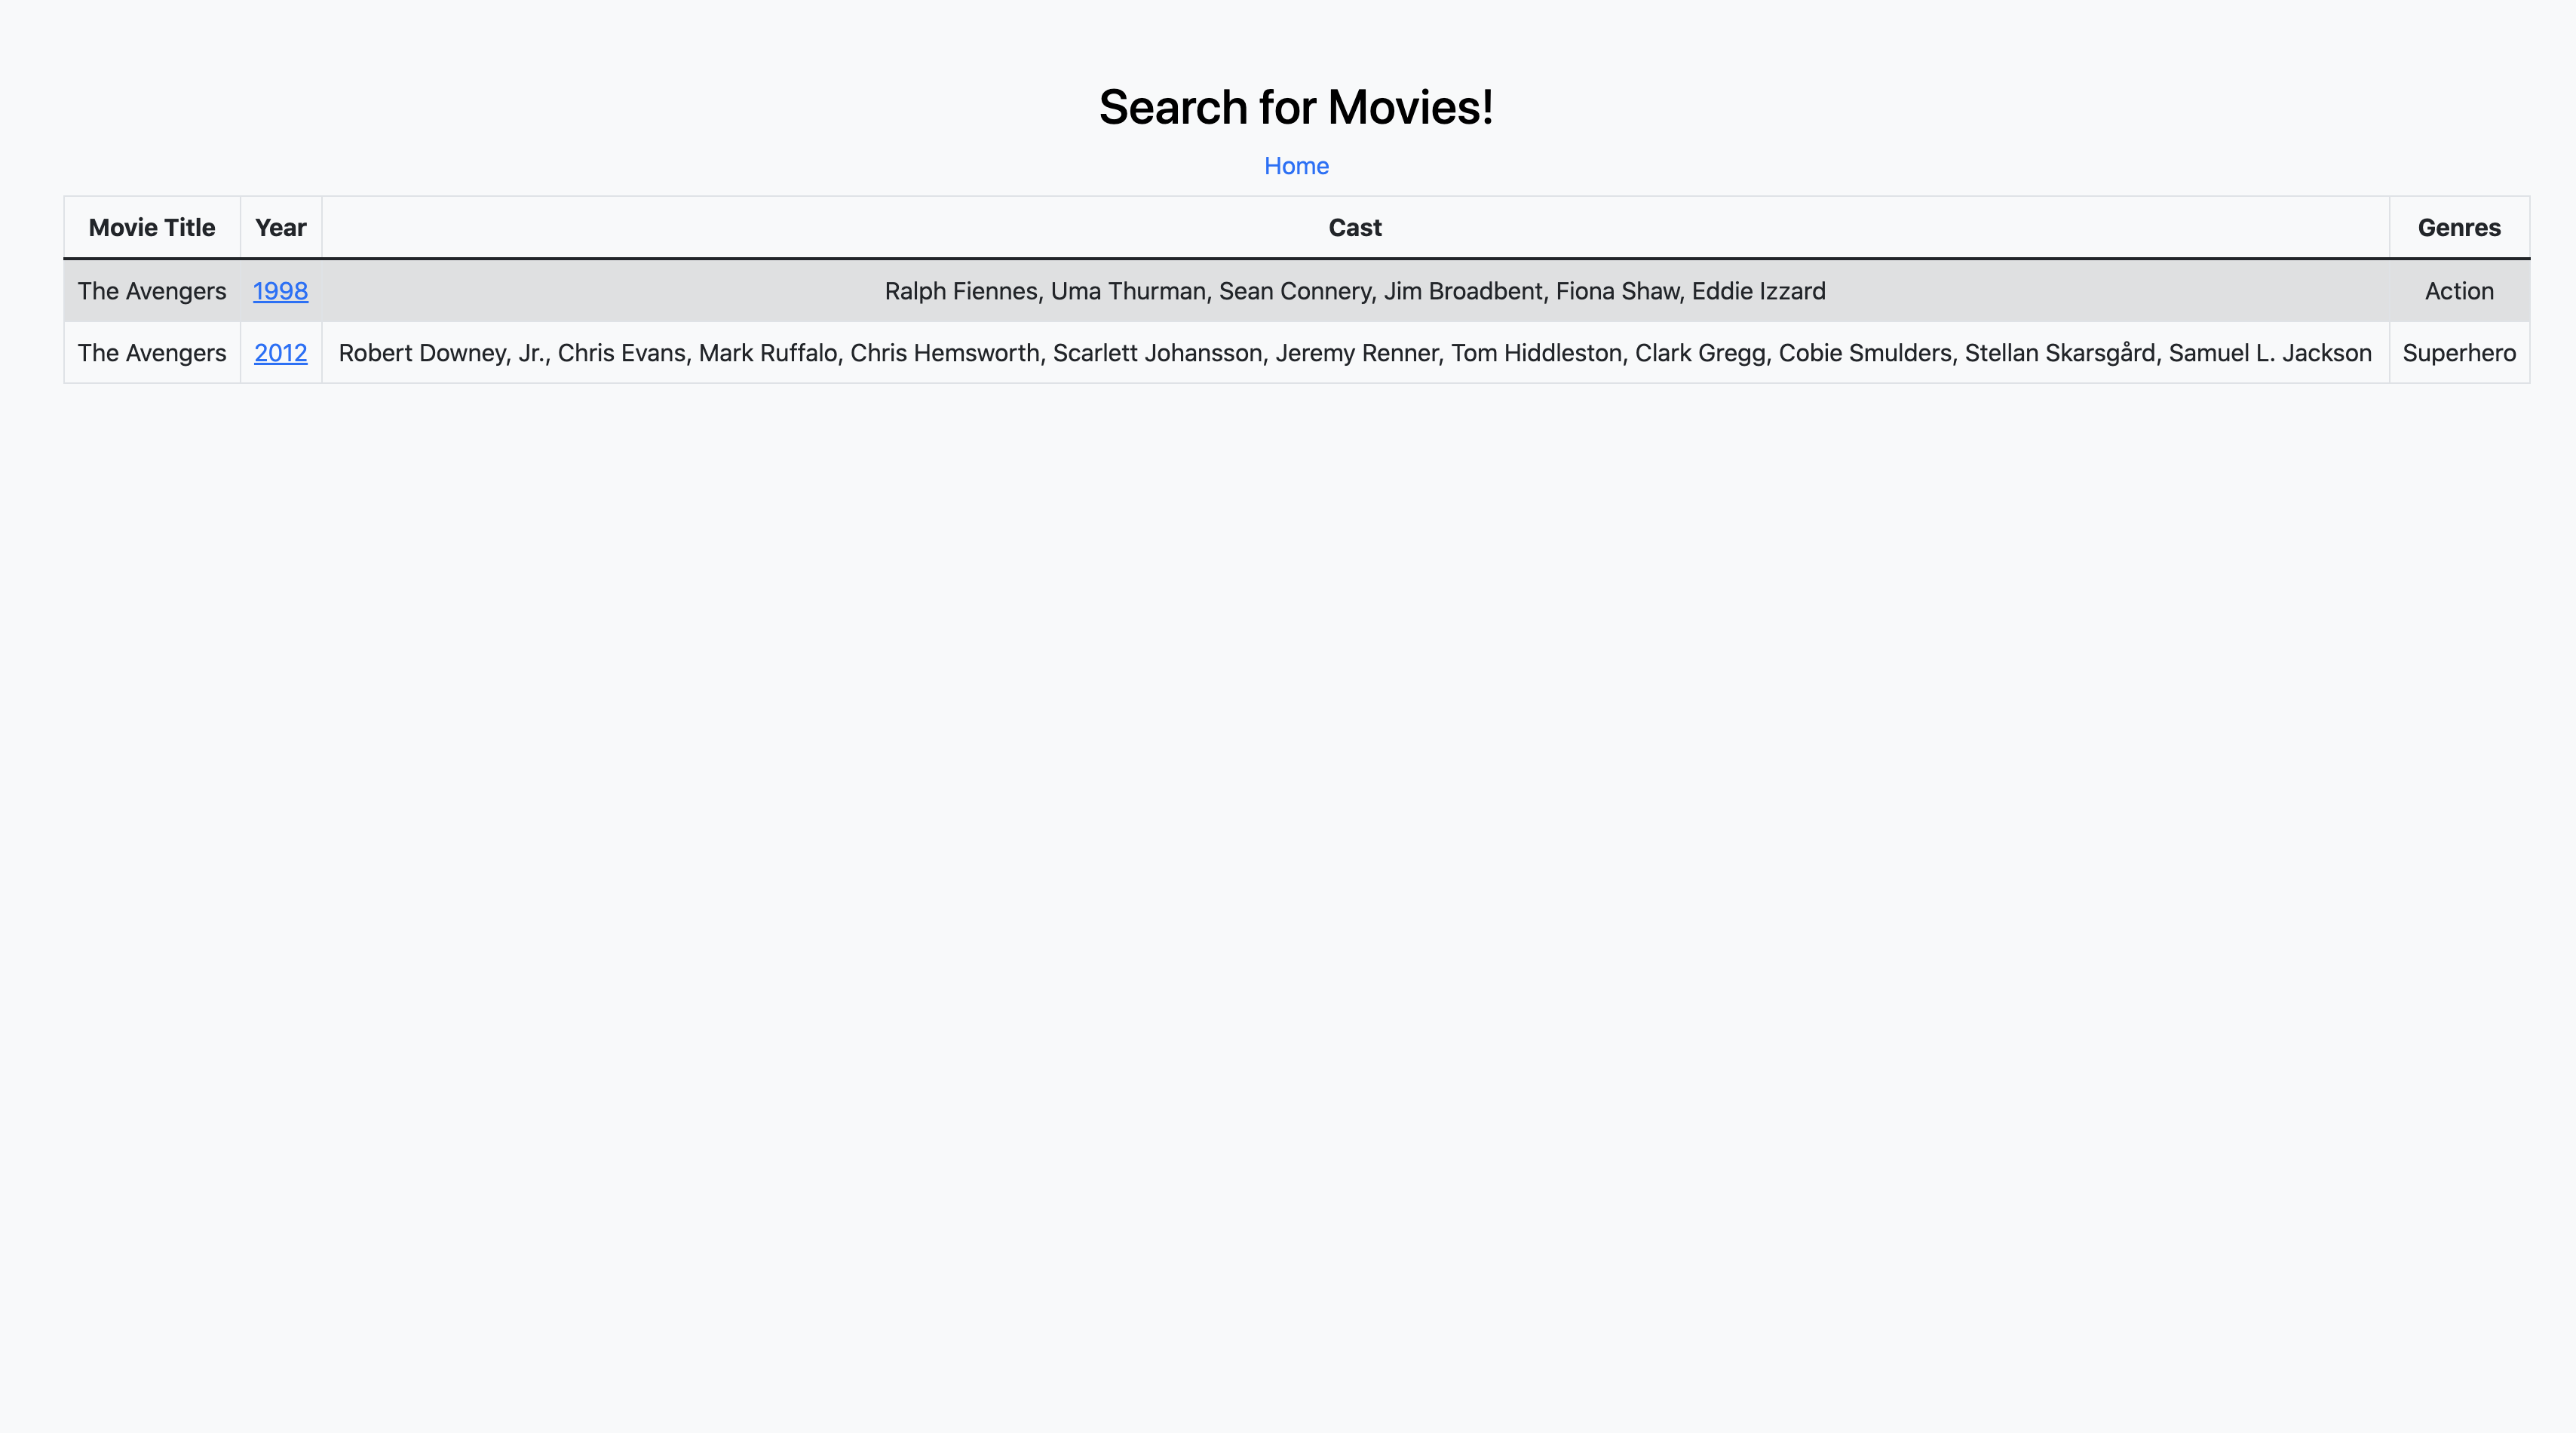 Search for Movies!
Home
Movie Title Year Cast Genres
The Avengers 1998 Ralph Fiennes, Uma Thurman, Sean Connery, Jim Broadbent, Fiona Shaw, Eddie Izzard Action
The Avengers 2012 Robert Downey, Jr., Chris Evans, Mark Ruffalo, Chris Hemsworth, Scarlett Johansson, Jeremy Renner, Tom Hiddleston, Clark Gregg, Cobie Smulders, Stellan Skarsgård, Samuel L. Jackson Superhero